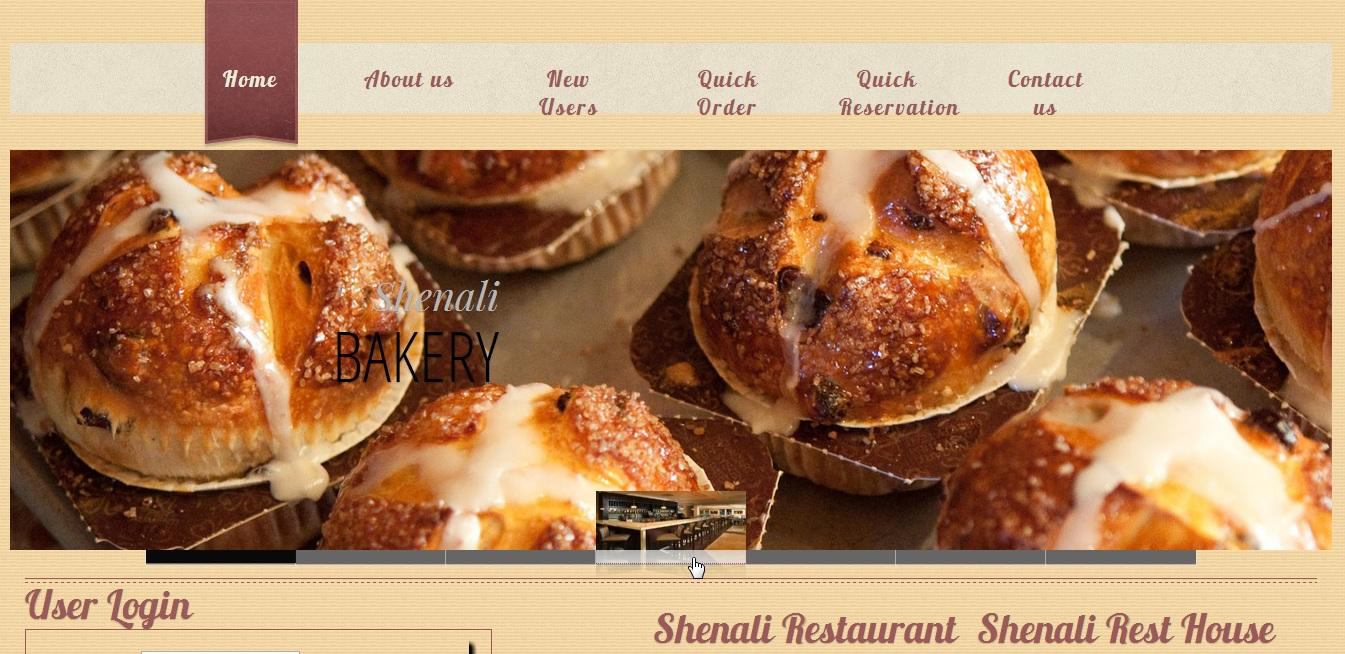 Home
About us
New
Users
Quick
Order
Quick
Reservation
Contact
us
Shenali
BAKERY
User Login
Shenali Restaurant
Shenali Rest House